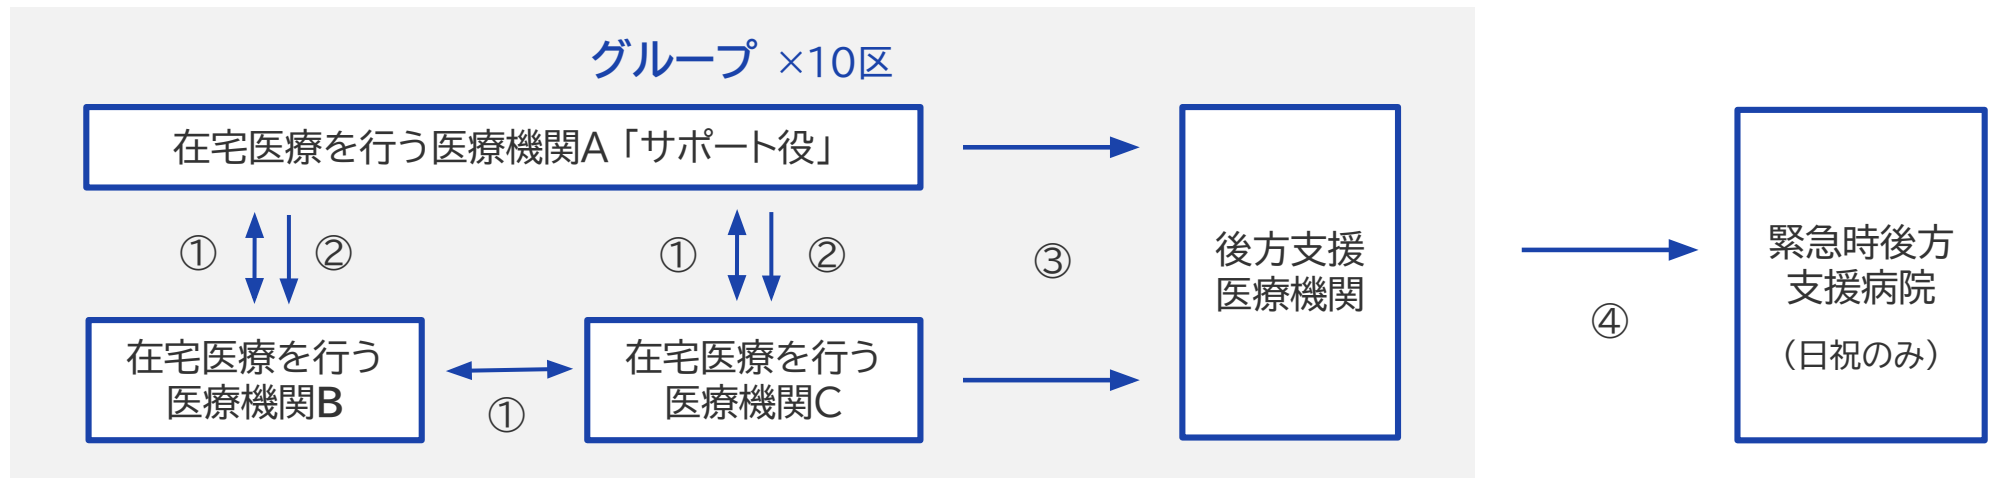 グループ ×10区
在宅医療を行う医療機関A「サポート役」
① ② ① ②
③
後方支援
医療機関
緊急時後方
支援病院
（日祝のみ）
④
在宅医療を行う
医療機関B
①
在宅医療を行う
医療機関C